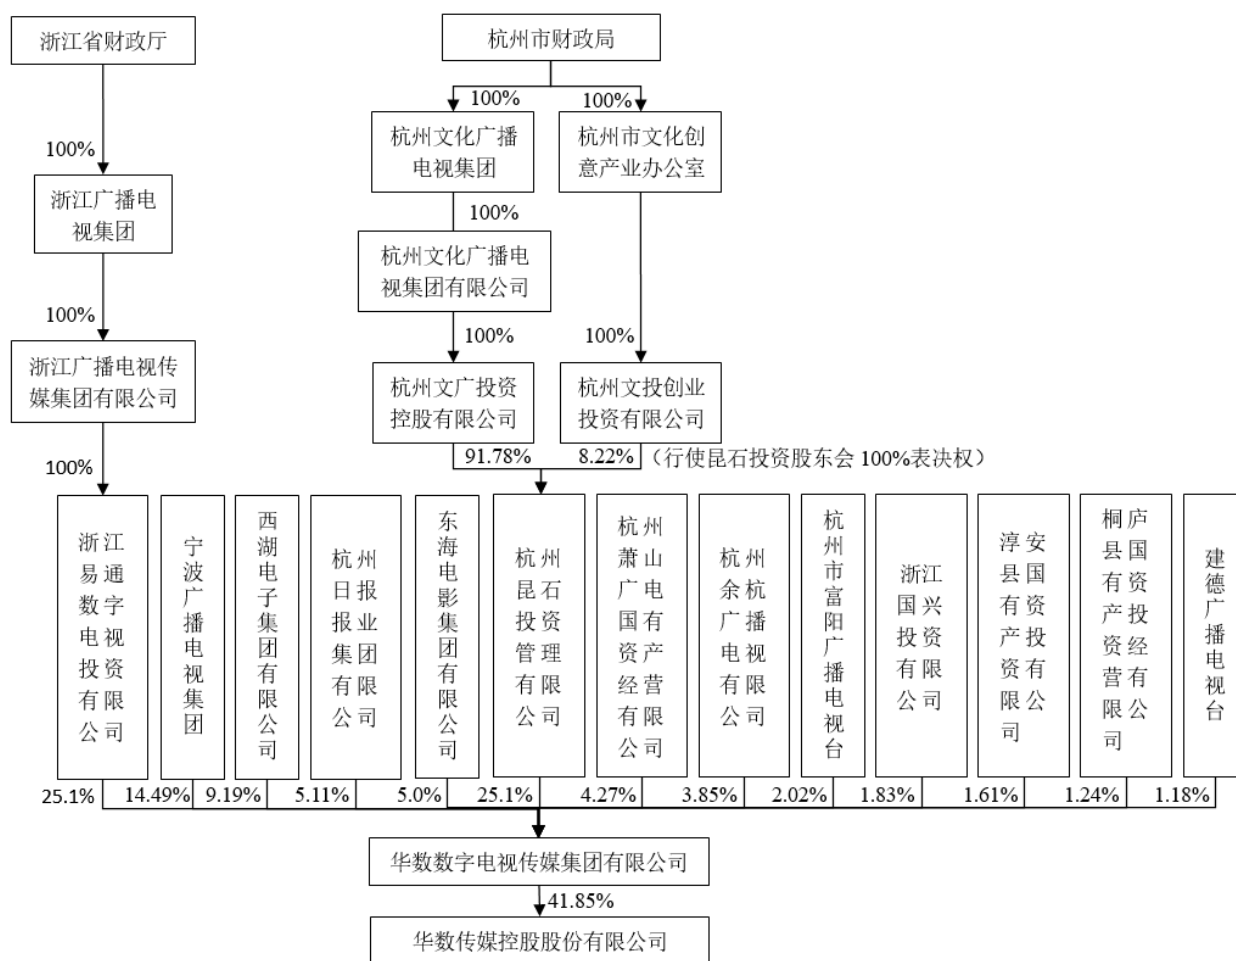 浙江省财政厅
杭州市财政局
100%
100%
杭州文化广播
电视集团
杭州市文化创
意产业办公室
100%
浙江广播电
视集团
100%
杭州文化广播电
视集团有限公司
100%
100%
100%
浙江广播电视传
媒集团有限公司
杭州文广投资
控股有限公司
杭州文投创业
投资有限公司
100%
91.78%
8.22%（行使昆石投资股东会 100%表决权）
浙江易通数字电视投资有限公司
宁波广播电视集团
西湖电子集团有限公司
杭州日报报业集团有限公司
东海电影集团有限公司
杭州昆石投资管理有限公司
杭州萧山广电国有资产经营有限公司
杭州余杭广播电视有限公司
杭州市富阳广播电视台
浙江国兴投资有限公司
淳安县国有资产投资有限公司
桐庐县国有资产投资经营有限公司
建德广播电视台
25.1%
14.49%
9.19%
5.11%
5.0%
25.1%
4.27%
3.85%
2.02%
1.83%
1.61%
1.24%
1.18%
华数数字电视传媒集团有限公司
41.85%
华数传媒控股股份有限公司